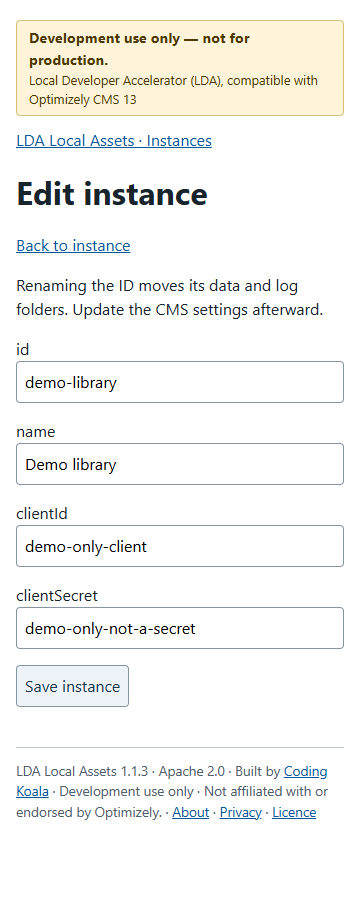 Development use only — not for
production.
Local Developer Accelerator (LDA), compatible with
Optimizely CMS 13
LDA Local Assets · Instances
Edit instance
Back to instance
Renaming the ID moves its data and log
folders. Update the CMS settings afterward.
id
demo-library
name
Demo library
clientId
demo-only-client
clientSecret
demo-only-not-a-secret
Save instance
LDA Local Assets 1.1.3 · Apache 2.0 · Built by Coding
Koala · Development use only · Not affiliated with or
endorsed by Optimizely. · About · Privacy · Licence